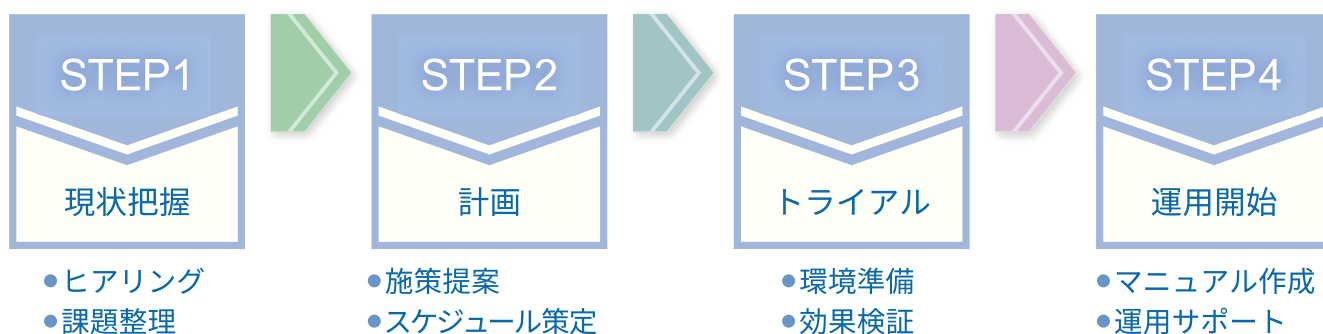 STEP1
現状把握
●ヒアリング
●課題整理
STEP2
計画
●施策提案
●スケジュール策定
STEP3
トライアル
●環境準備
●効果検証
STEP4
運用開始
●マニュアル作成
●運用サポート